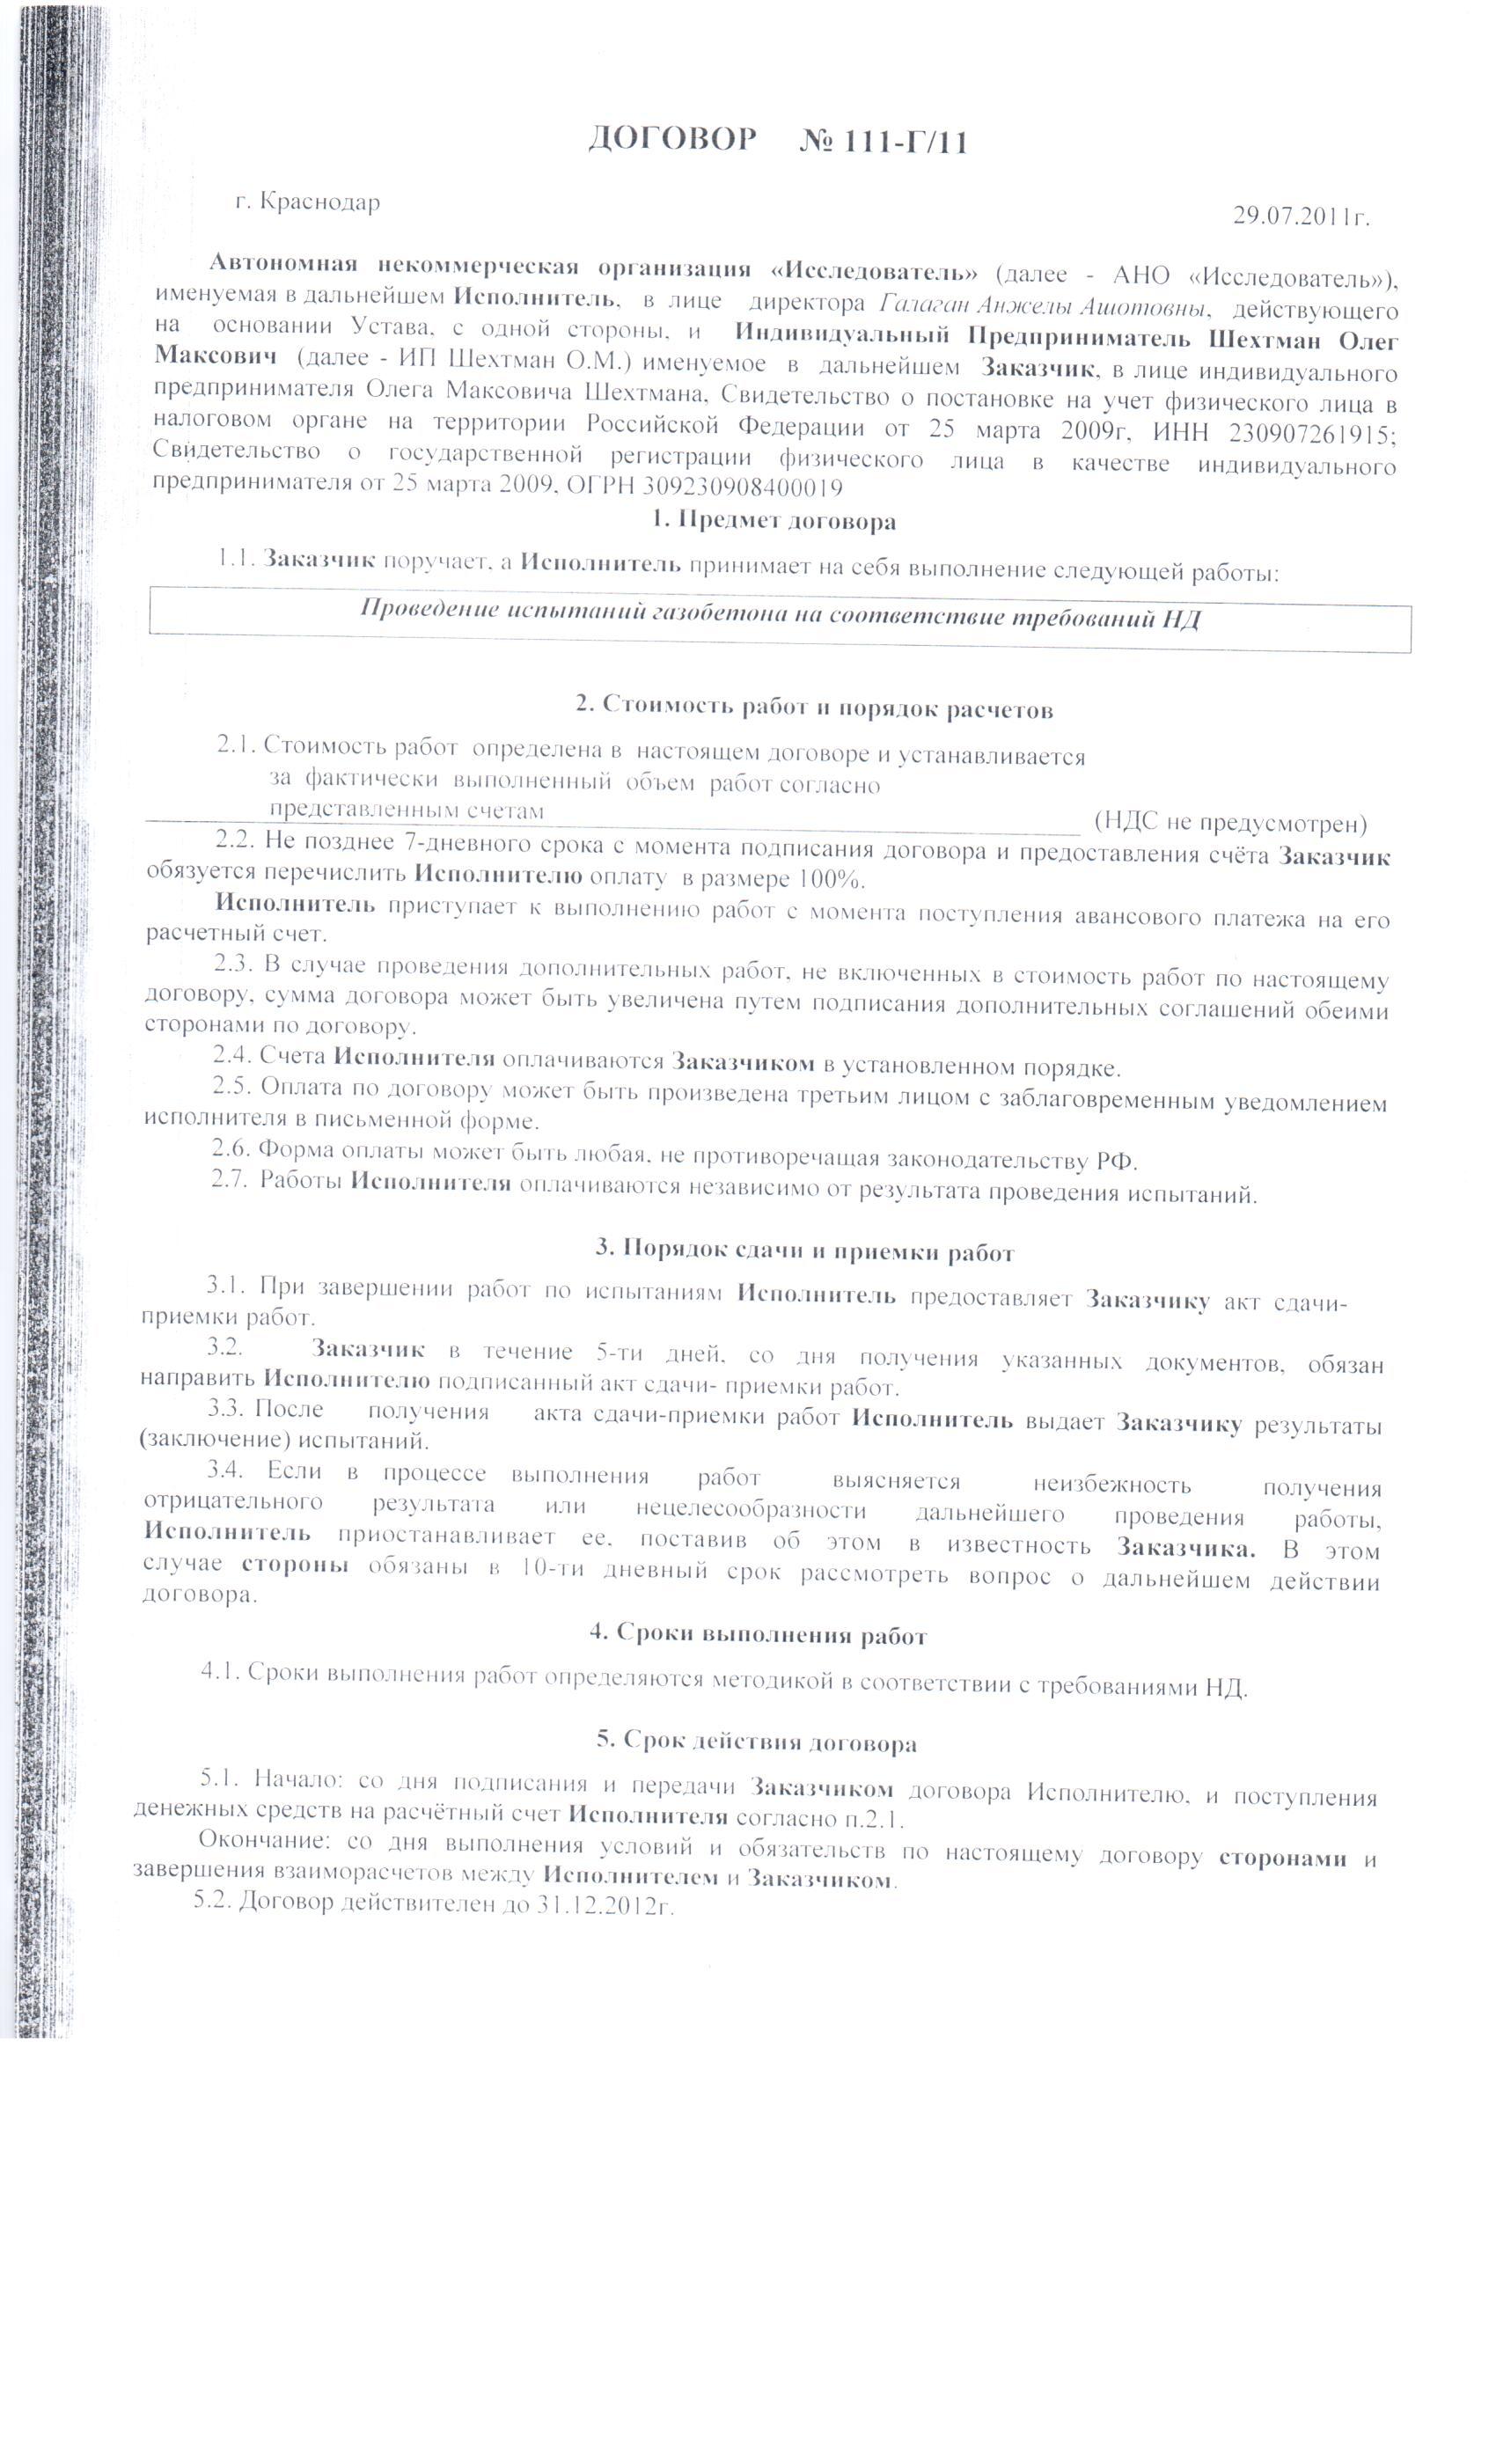 ДОГОВОР № 111-Г/11
г. Краснодар
29.07.2011г.
Автономная некоммерческая организация «Исследователь» (далее - АНО «Исследователь»),
именуемая в дальнейшем Исполнитель, в лице директора Галаган Анжелы Ашотовны, действующего
на основании Устава, с одной стороны, и Индивидуальный Предприниматель Шехтман Олег
Максович (далее - ИП Шехтман О.М.) именуемое в дальнейшем Заказчик, в лице индивидуального
предпринимателя Олега Максовича Шехтмана, Свидетельство о постановке на учет физического лица в
налоговом органе на территории Российской Федерации от 25 марта 2009г, ИНН 230907261915;
Свидетельство о государственной регистрации физического лица в качестве индивидуального
предпринимателя от 25 марта 2009, ОГРН 309230908400019
1. Предмет договора
1.1. Заказчик поручает, а Исполнитель принимает на себя выполнение следующей работы:
Проведение испытаний газобетона на соответствие требований НД
2. Стоимость работ и порядок расчетов
2.1. Стоимость работ определена в настоящем договоре и устанавливается
за фактически выполненный объем работ согласно
представленным счетам (НДС не предусмотрен)
2.2. Не позднее 7-дневного срока с момента подписания договора и предоставления счёта Заказчик
обязуется перечислить Исполнителю оплату в размере 100%.
Исполнитель приступает к выполнению работ с момента поступления авансового платежа на его
расчетный счет.
2.3. В случае проведения дополнительных работ, не включенных в стоимость работ по настоящему
договору, сумма договора может быть увеличена путем подписания дополнительных соглашений обеими
сторонами по договору.
2.4. Счета Исполнителя оплачиваются Заказчиком в установленном порядке.
2.5. Оплата по договору может быть произведена третьим лицом с заблаговременным уведомлением
исполнителя в письменной форме.
2.6. Форма оплаты может быть любая, не противоречащая законодательству РФ.
2.7. Работы Исполнителя оплачиваются независимо от результата проведения испытаний.
3. Порядок сдачи и приемки работ
3.1. При завершении работ по испытаниям Исполнитель предоставляет Заказчику акт сдачи-
приемки работ.
3.2. Заказчик в течение 5-ти дней, со дня получения указанных документов, обязан
направить Исполнителю подписанный акт сдачи- приемки работ.
3.3. После получения акта сдачи-приемки работ Исполнитель выдает Заказчику результаты
(заключение) испытаний.
3.4. Если в процессе выполнения работ выясняется неизбежность получения
отрицательного результата или нецелесообразности дальнейшего проведения работы,
Исполнитель приостанавливает ее, поставив об этом в известность Заказчика. В этом
случае стороны обязаны в 10-ти дневный срок рассмотреть вопрос о дальнейшем действии
договора.
4. Сроки выполнения работ
4.1. Сроки выполнения работ определяются методикой в соответствии с требованиями НД.
5. Срок действия договора
5.1. Начало: со дня подписания и передачи Заказчиком договора Исполнителю, и поступления
денежных средств на расчётный счет Исполнителя согласно п.2.1.
Окончание: со дня выполнения условий и обязательств по настоящему договору сторонами и
завершения взаиморасчетов между Исполнителем и Заказчиком.
5.2. Договор действителен до 31.12.2012г.